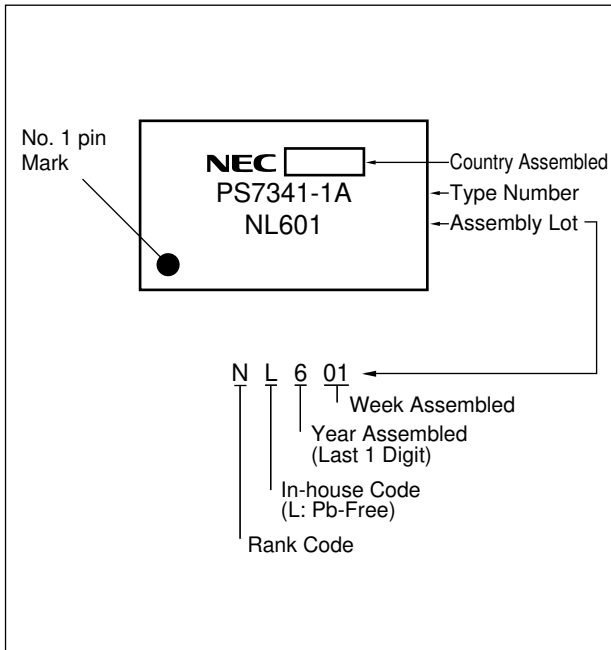 No. 1 pin
Mark
NEC
Country Assembled
PS7341-1A
Type Number
NL601
Assembly Lot
N L 6 01
Week Assembled
Year Assembled
(Last 1 Digit)
In-house Code
(L: Pb-Free)
Rank Code